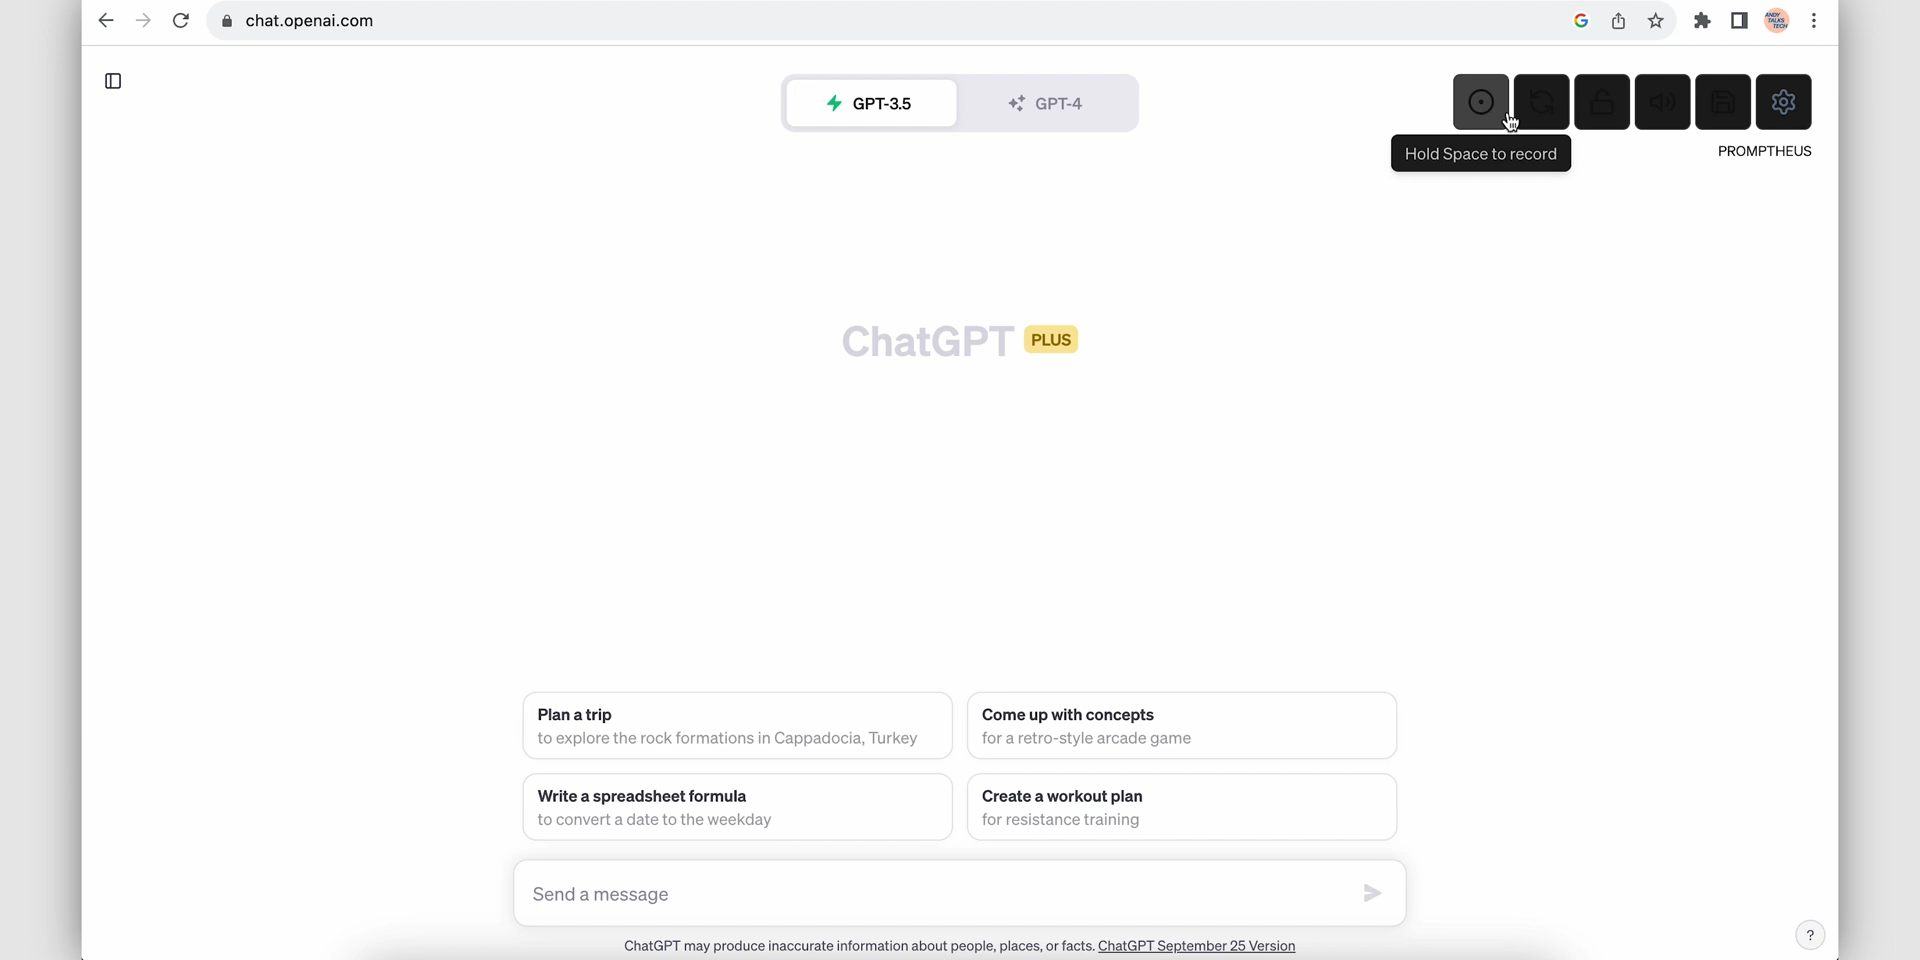 chat.openai.com
ANDY TALKS TECH
GPT-3.5
GPT-4
Hold Space to record
PROMPTHEUS
ChatGPT PLUS
Plan a trip
to explore the rock formations in Cappadocia, Turkey
Come up with concepts
for a retro-style arcade game
Write a spreadsheet formula
to convert a date to the weekday
Create a workout plan
for resistance training
Send a message
ChatGPT may produce inaccurate information about people, places, or facts. ChatGPT September 25 Version
?